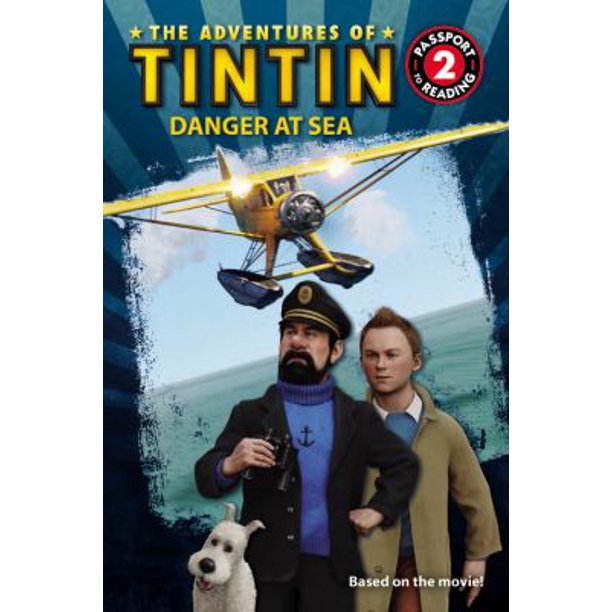 ★ THE ADVENTURES OF ★
TINTIN
DANGER AT SEA
PASSPORT
2
TO READING
Based on the movie!